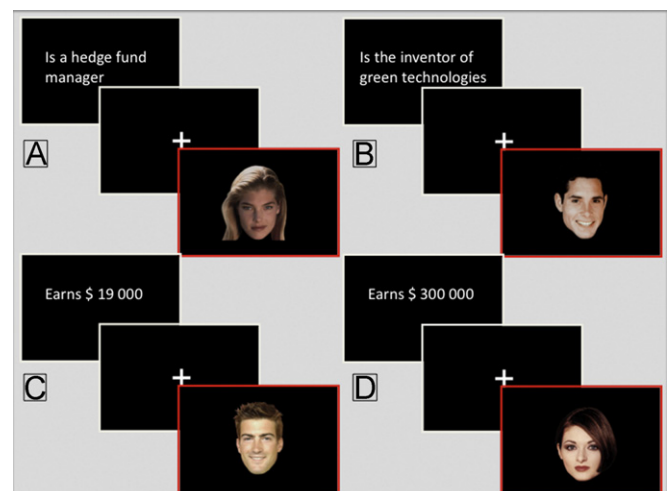 Is a hedge fund
manager
A
Is the inventor of
green technologies
B
Earns $ 19 000
C
Earns $ 300 000
D